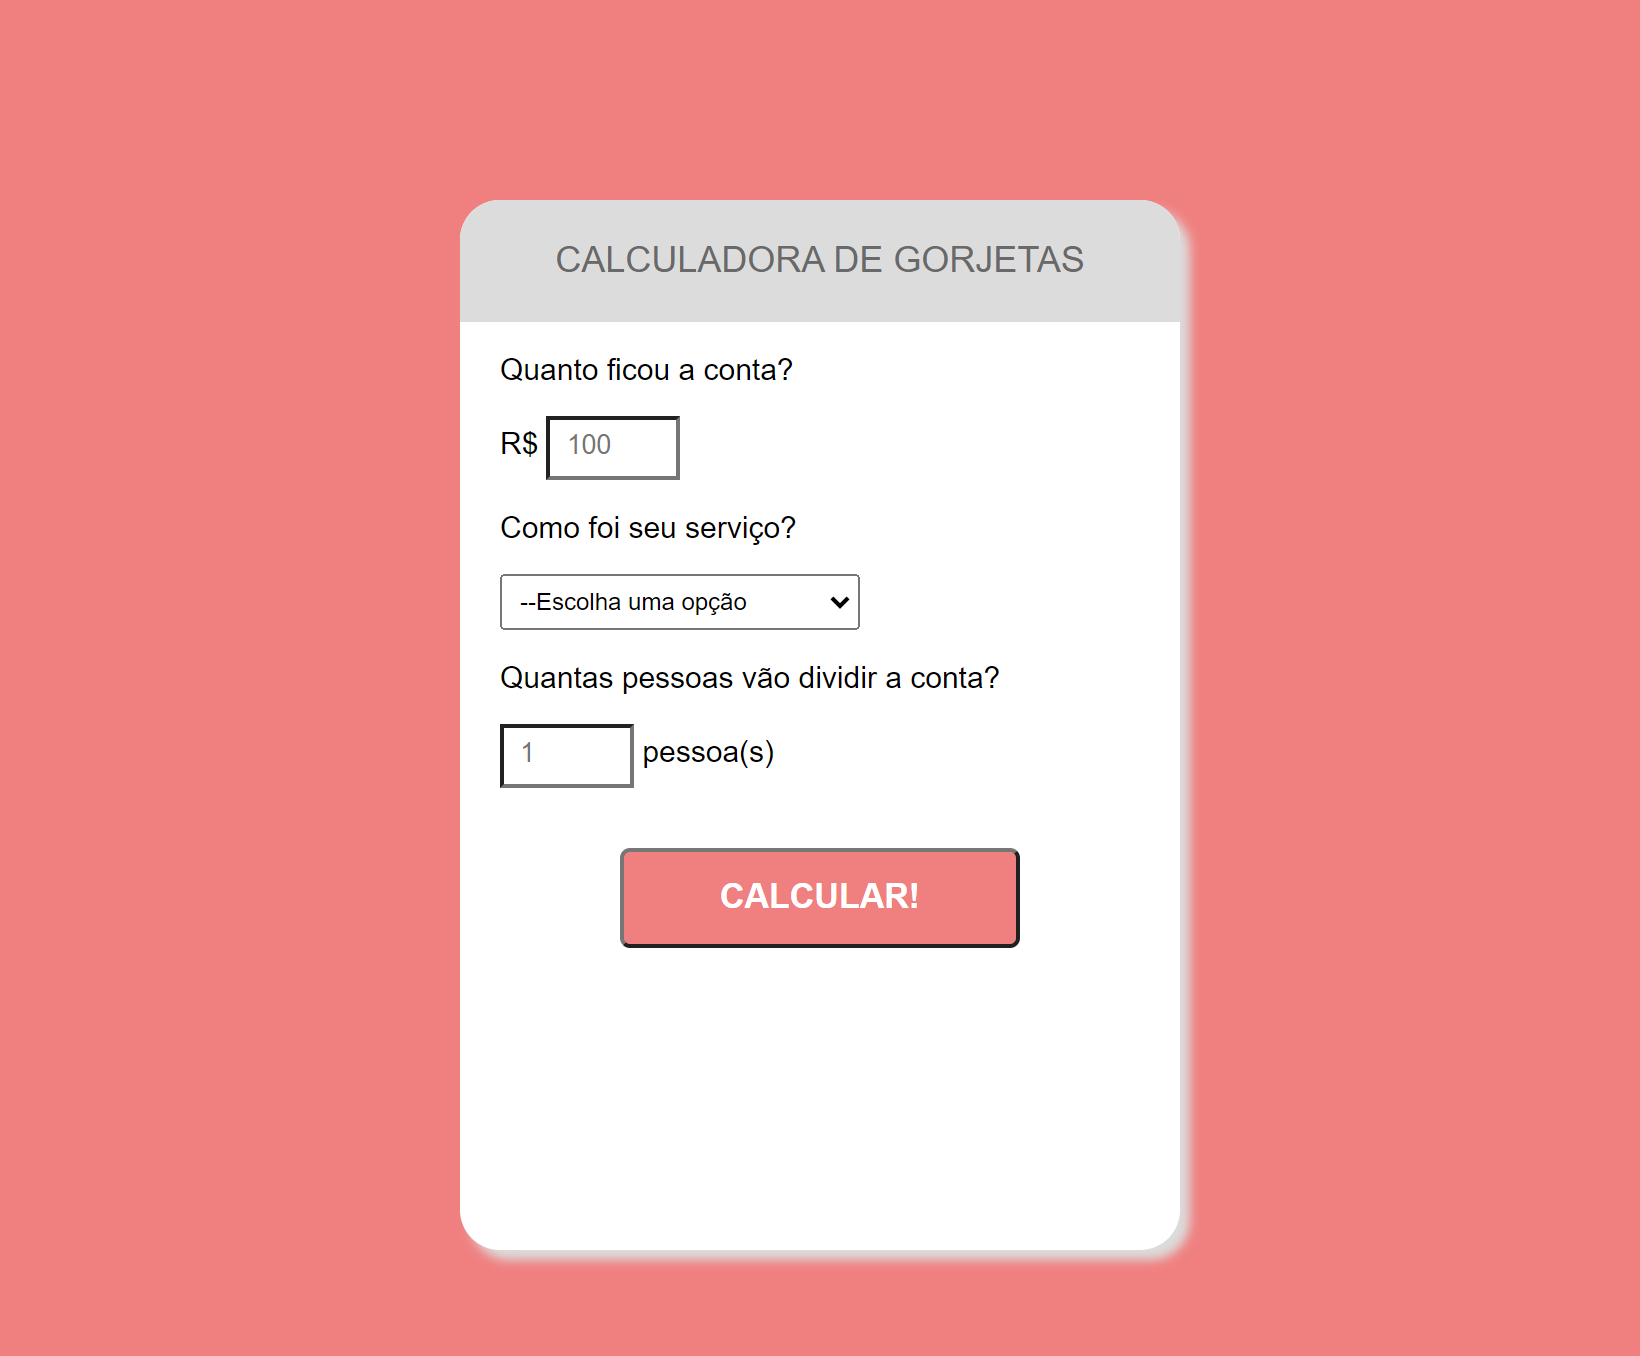 CALCULADORA DE GORJETAS
Quanto ficou a conta?
R$ 100
Como foi seu serviço?
--Escolha uma opção
Quantas pessoas vão dividir a conta?
1 pessoa(s)
CALCULAR!